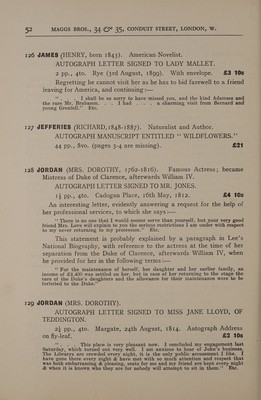 52 MAGGS BROS., 34 & 35, CONDUIT STREET, LONDON, W.
126 JAMES (HENRY, born 1843). American Novelist.
AUTOGRAPH LETTER SIGNED TO LADY MALLET.
2 pp., 4to. Rye (3rd August, 1899). With envelope. £3 10s
Regretting he cannot visit her as he has to bid farewell to a friend
leaving for America, and continuing:—
". . . I shall be so sorry to have missed you, and the kind Adareans and
the rare Mr. Brabazon. . . . I had . . . a charming visit from Bernard and
young Grenfell." Etc.
127 JEFFERIES (RICHARD, 1848-1887). Naturalist and Author.
AUTOGRAPH MANUSCRIPT ENTITLED " WILDFLOWERS."
44 pp., 8vo. (pages 3-4 are missing). £21
128 JORDAN (MRS. DOROTHY, 1762-1816). Famous Actress; became
Mistress of Duke of Clarence, afterwards William IV.
AUTOGRAPH LETTER SIGNED TO MR. JONES.
1½ pp., 4to. Cadogan Place, 16th May, 1812. £4 10s
An interesting letter, evidently answering a request for the help of
her professional services, to which she says:—
" There is no one that I would sooner serve than yourself, but your very good
friend Mrs. Love will explain to you the serious restrictions I am under with respect
to my never returning to my profession." Etc.
This statement is probably explained by a paragraph in Lee's
National Biography, with reference to the actress at the time of her
separation from the Duke of Clarence, afterwards William IV, when
he provided for her in the following terms:—
" For the maintenance of herself, her daughter and her earlier family, an
income of £2,400 was settled on her, but in case of her returning to the stage the
care of the Duke's daughters and the allowance for their maintenance were to be
forfeited to the Duke."
129 JORDAN (MRS. DOROTHY).
AUTOGRAPH LETTER SIGNED TO MISS JANE LLOYD, OF
TEDDINGTON.
2½ pp., 4to. Margate, 24th August, 1814. Autograph Address
on fly-leaf. £2 10s
" . . . This place is very pleasant now. I concluded my engagement last
Saturday, which turned out very well. I am anxious to hear of John's business.
The Libraries are crowded every night, it is the only public amusement I like. I
have gone there every night & have met with so much attention and respect that
was both embarassing & pleasing, seats for me and my friend are kept every night
& when it is known who they are for nobody will attempt to sit in them." Etc.